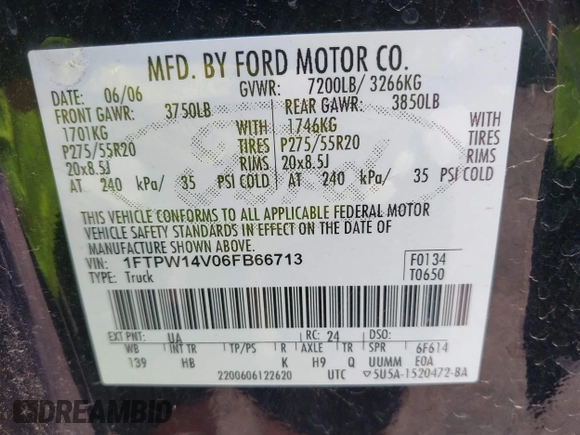 MFD. BY FORD MOTOR CO.
DATE: 06/06 GVWR: 7200LB/ 3266KG
FRONT GAWR: 3750LB REAR GAWR: 3850LB
1701KG WITH 1746KG WITH
P275/55R20 TIRES P275/55R20 TIRES
20x8.5J RIMS 20x8.5J RIMS
AT 240 kPa/ 35 PSI COLD AT 240 kPa/ 35 PSI COLD
THIS VEHICLE CONFORMS TO ALL APPLICABLE FEDERAL MOTOR
VEHICLE SAFETY STANDARDS IN EFFECT ON THE DATE OF
MANUFACTURE SHOWN ABOVE.
VIN: 1FTPW14V06FB66713 F0134
TYPE: Truck T0650
EXT PNT: UA RC: 24 DSO:
WB INT TR TP/PS R AXLE TR SPR 6F614
139 HB K H9 Q UUMM EOA
2200606122620 UTC 5U5A-1520472-BA
DREAMBID